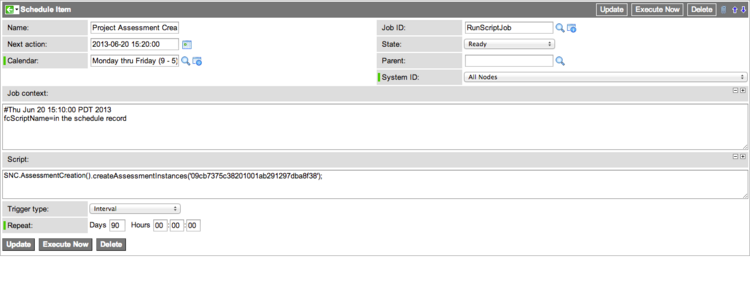 Schedule Item Update Execute Now Delete
Name: Project Assessment Crea Job ID: RunScriptJob
Next action: 2013-06-20 15:20:00 State: Ready
Calendar: Monday thru Friday (9 - 5) Parent:
System ID: All Nodes
Job context:
#Thu Jun 20 15:10:00 PDT 2013
fcScriptName=in the schedule record
Script:
SNC.AssessmentCreation().createAssessmentInstances('09cb7375c38201001ab291297dba8f38');
Trigger type: Interval
Repeat: Days 90 Hours 00 : 00 : 00
Update Execute Now Delete